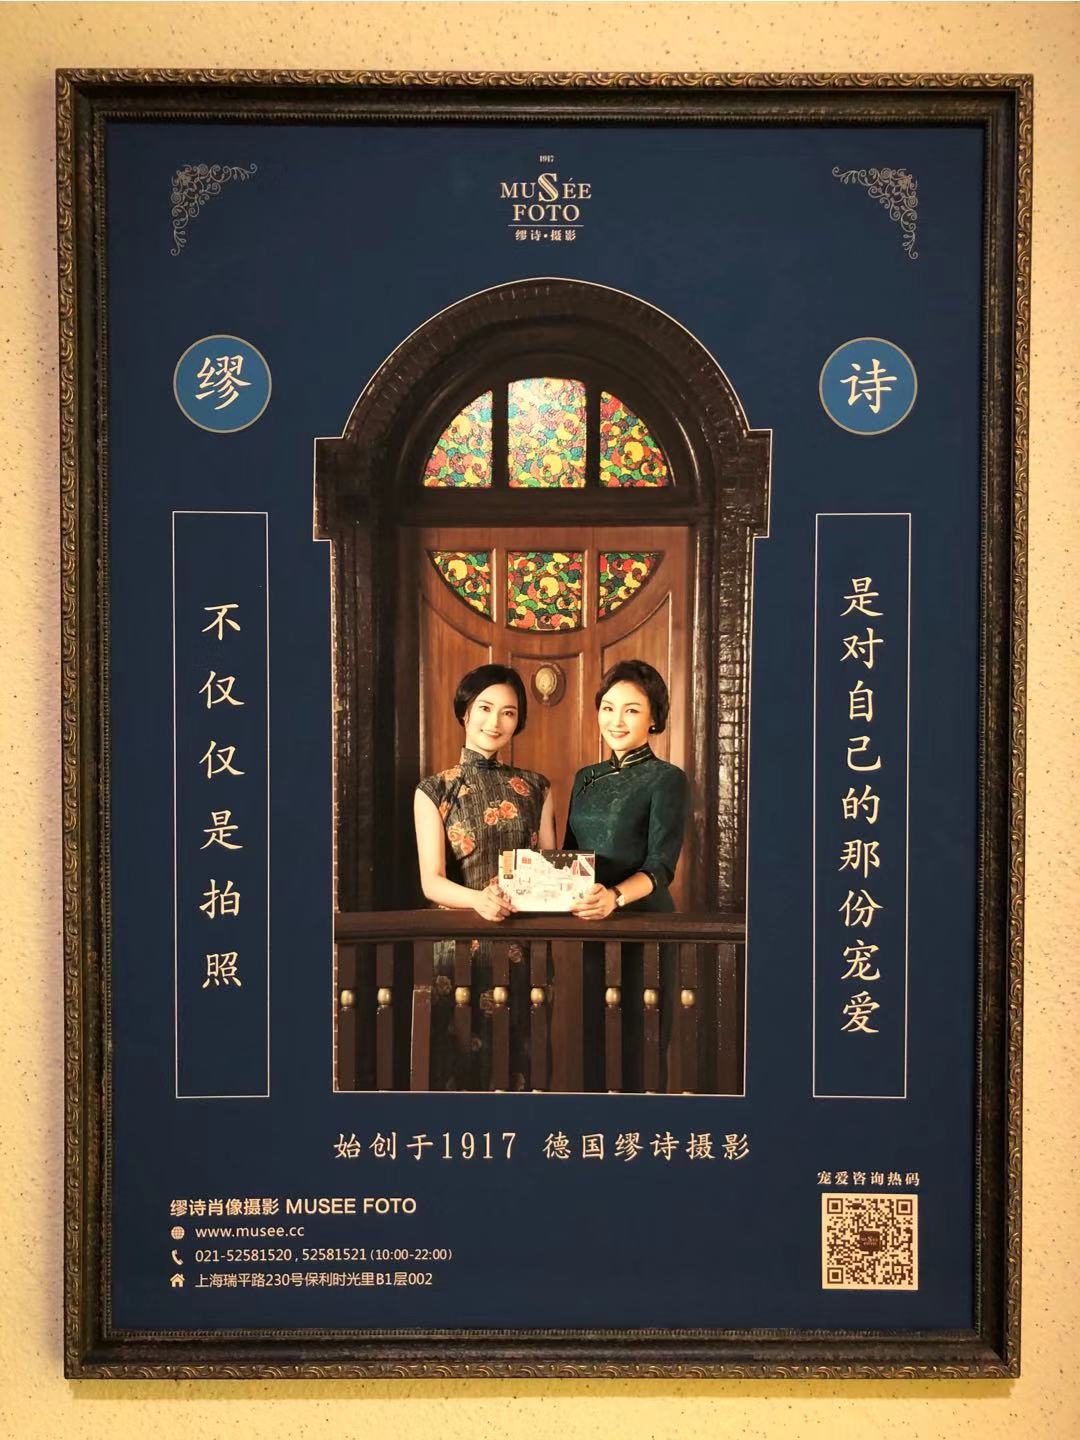 1917
MUSÉE
FOTO
缪诗·摄影
缪
诗
不仅仅是拍照
是对自己的那份宠爱
始创于1917 德国缪诗摄影
宠爱咨询热码
缪诗肖像摄影 MUSEE FOTO
www.musee.cc
021-52581520 , 52581521 (10:00-22:00)
上海瑞平路230号保利时光里B1层002